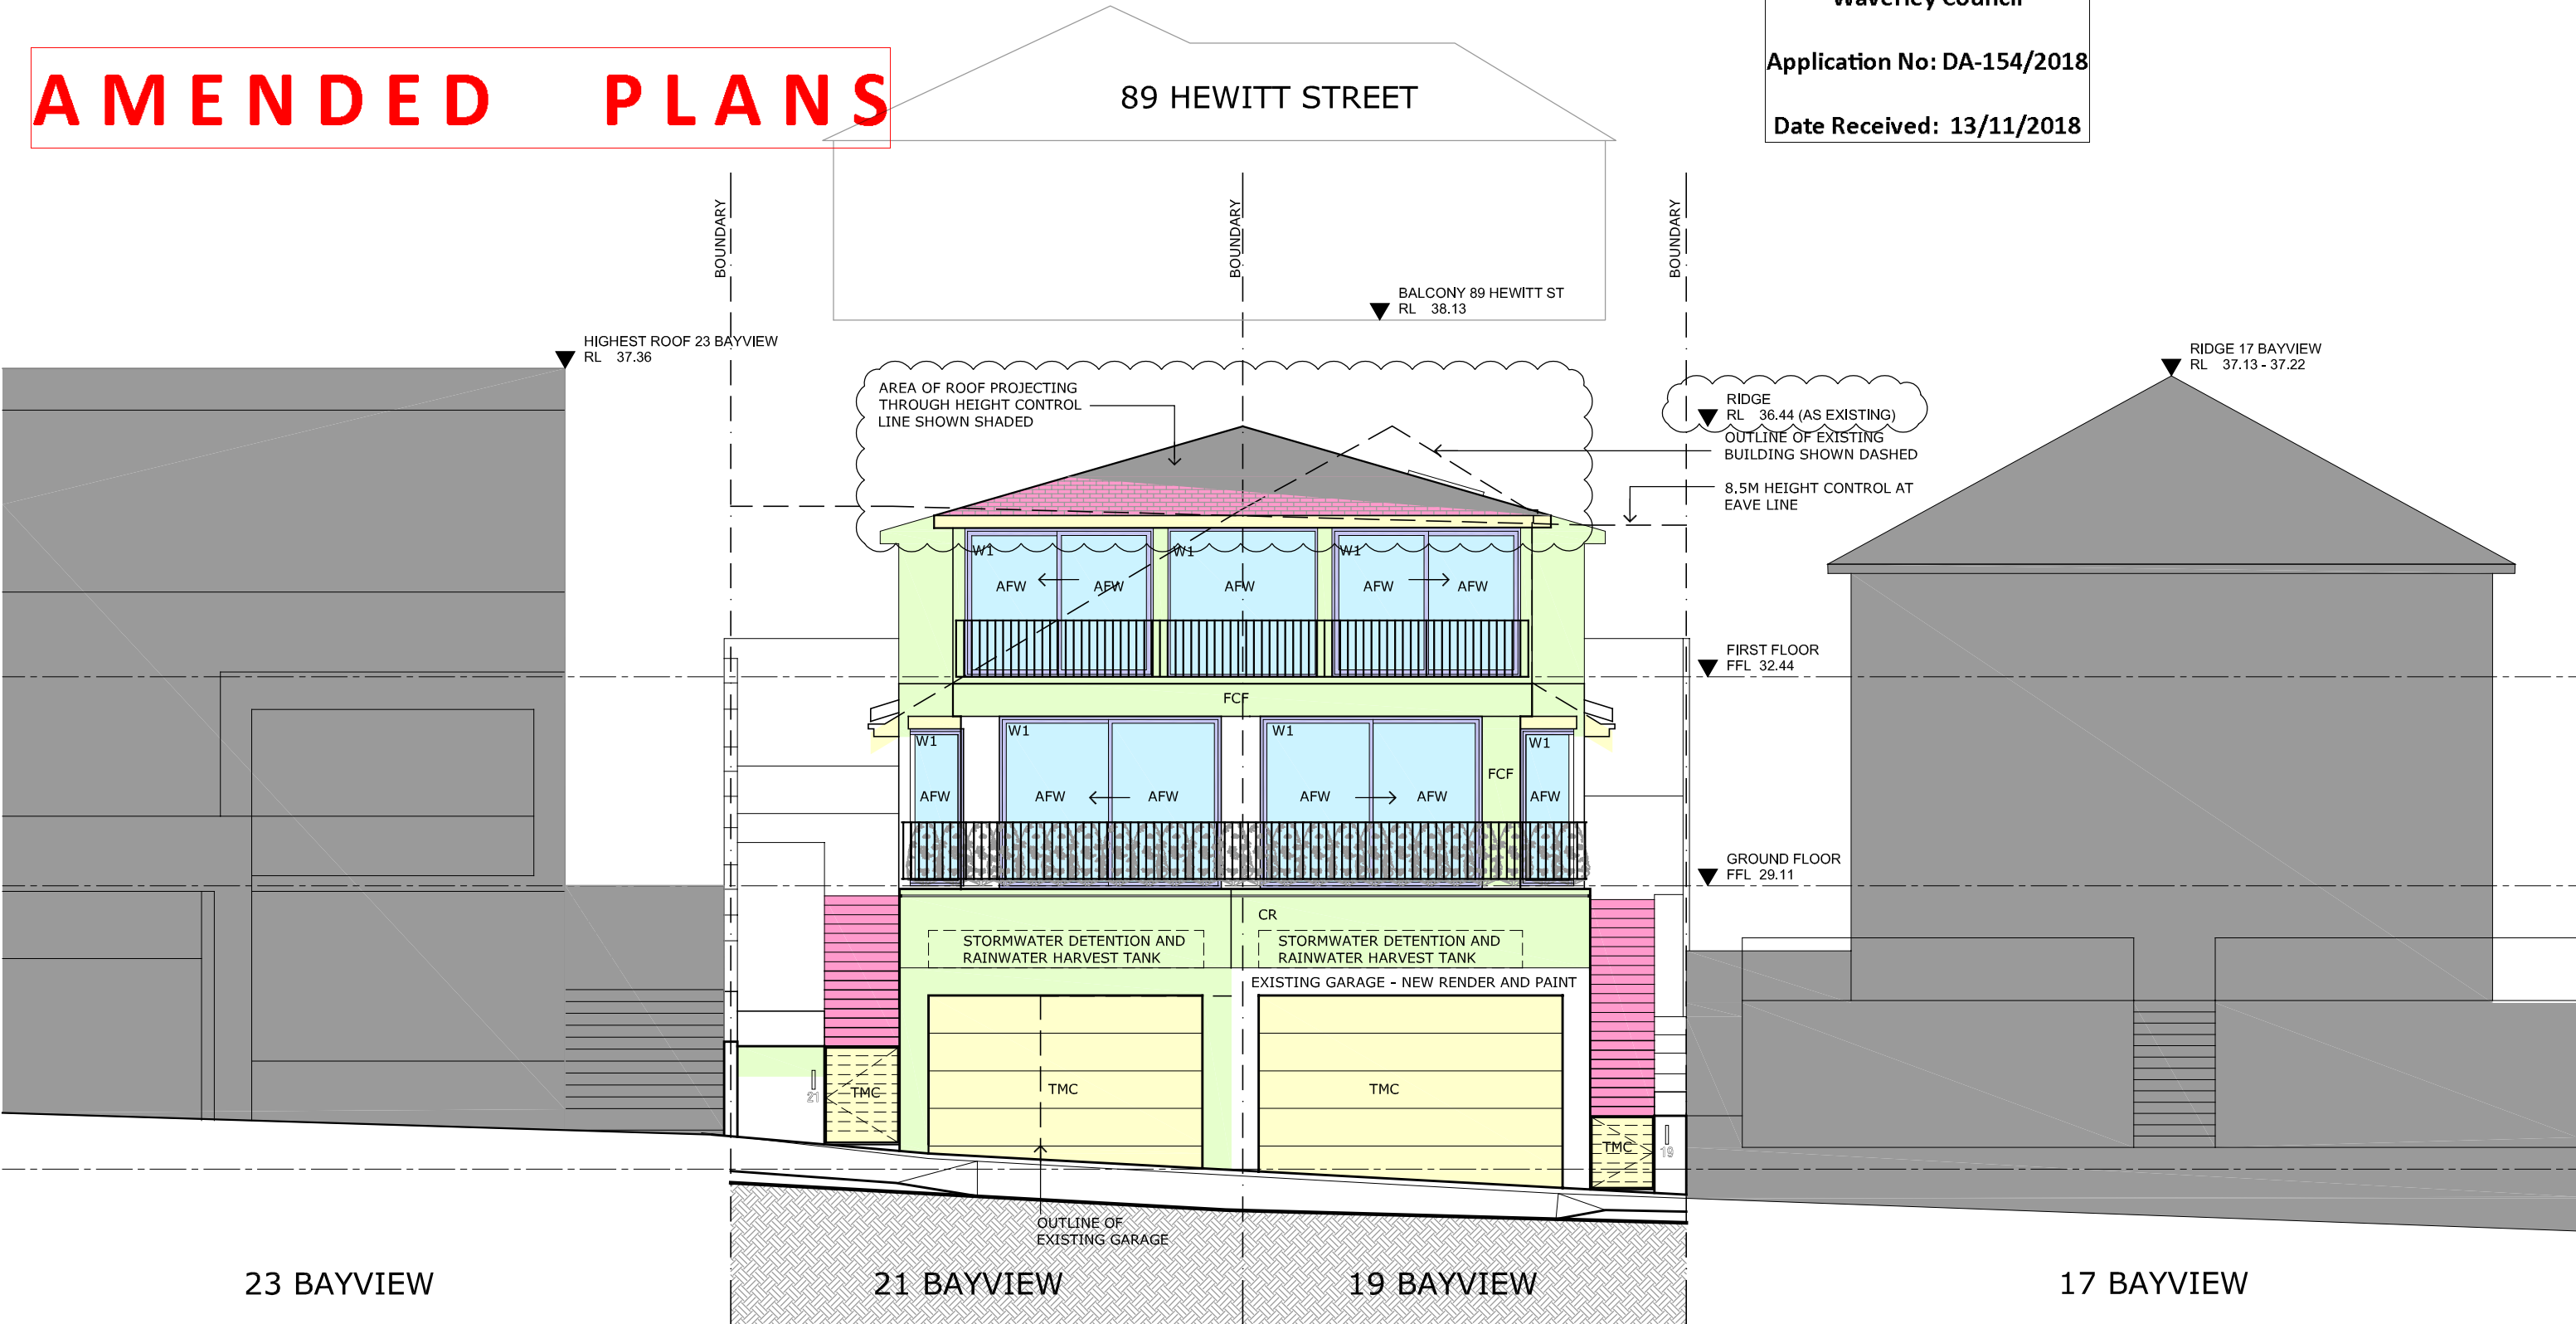 Waverley Council
Application No: DA-154/2018
Date Received: 13/11/2018
AMENDED PLANS
89 HEWITT STREET
BOUNDARY
BOUNDARY
BOUNDARY
BALCONY 89 HEWITT ST
RL 38.13
HIGHEST ROOF 23 BAYVIEW
RL 37.36
RIDGE 17 BAYVIEW
RL 37.13 - 37.22
AREA OF ROOF PROJECTING
THROUGH HEIGHT CONTROL
LINE SHOWN SHADED
RIDGE
RL 36.44 (AS EXISTING)
OUTLINE OF EXISTING
BUILDING SHOWN DASHED
8.5M HEIGHT CONTROL AT
EAVE LINE
W1
W1
W1
AFW
AFW
AFW
AFW
AFW
FIRST FLOOR
FFL 32.44
FCF
W1
W1
W1
W1
FCF
AFW
AFW
AFW
AFW
AFW
AFW
GROUND FLOOR
FFL 29.11
CR
STORMWATER DETENTION AND
RAINWATER HARVEST TANK
STORMWATER DETENTION AND
RAINWATER HARVEST TANK
EXISTING GARAGE - NEW RENDER AND PAINT
21
TMC
TMC
TMC
TMC
19
OUTLINE OF
EXISTING GARAGE
23 BAYVIEW
21 BAYVIEW
19 BAYVIEW
17 BAYVIEW